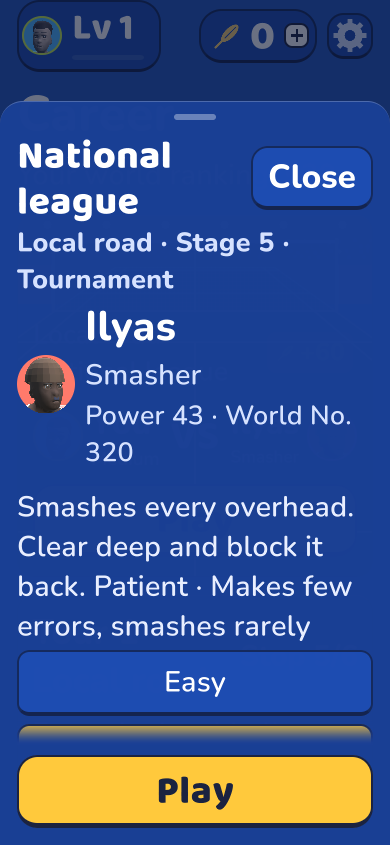 Lv 1
0
Career
National
league
Close
Local road · Stage 5 ·
Tournament
Ilyas
Smasher
Power 43 · World No.
320
Smashes every overhead.
Clear deep and block it
back. Patient · Makes few
errors, smashes rarely
Easy
Play